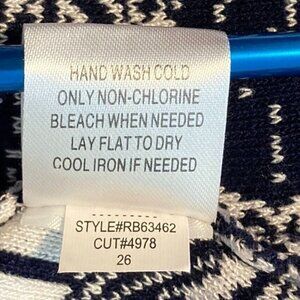 HAND WASH COLD
ONLY NON-CHLORINE
BLEACH WHEN NEEDED
LAY FLAT TO DRY
COOL IRON IF NEEDED
STYLE#RB63462
CUT#4978
26